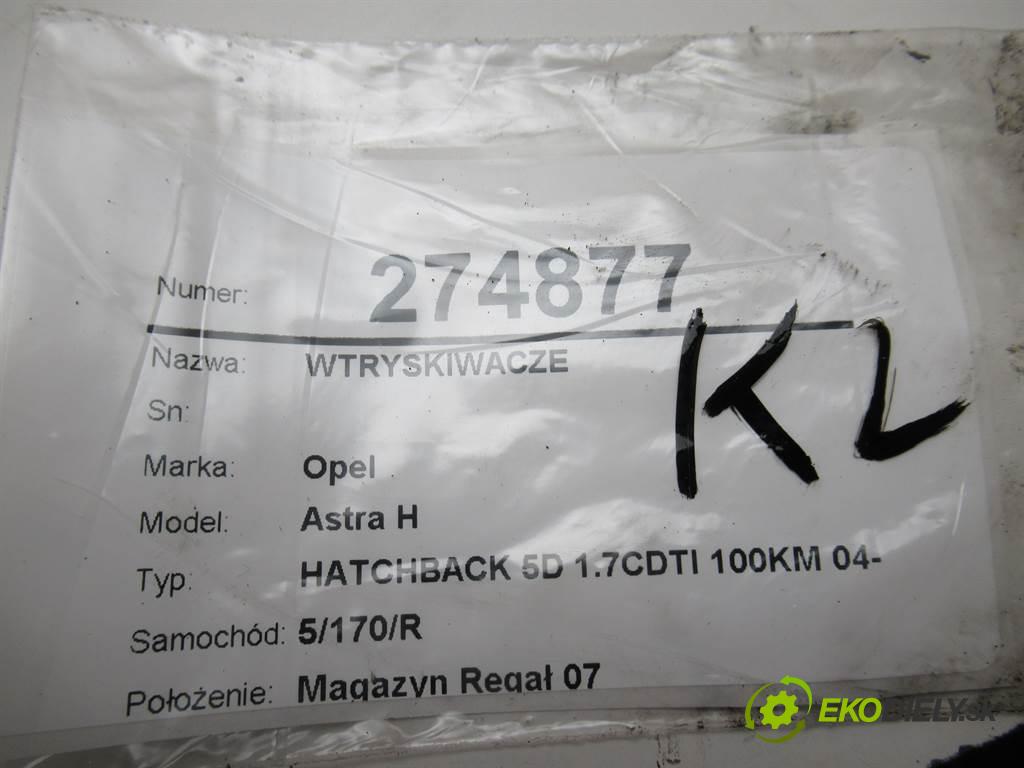 Numer: 274877
Nazwa: WTRYSKIWACZE
Sn:
Marka: Opel
Model: Astra H
Typ: HATCHBACK 5D 1.7CDTI 100KM 04-
Samochód: 5/170/R
Położenie: Magazyn Regał 07
K2
EKODIELY.sk